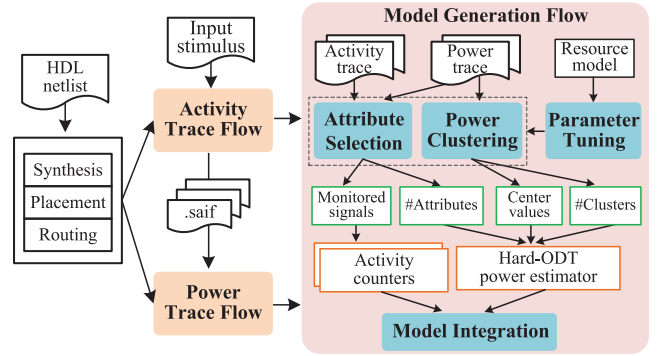 Model Generation Flow
Input
stimulus
HDL
netlist
Activity
trace
Power
trace
Resource
model
Activity
Trace Flow
Attribute
Selection
Power
Clustering
Parameter
Tuning
Synthesis
Placement
Routing
.saif
Monitored
signals
#Attributes
Center
values
#Clusters
Activity
counters
Hard-ODT
power estimator
Power
Trace Flow
Model Integration